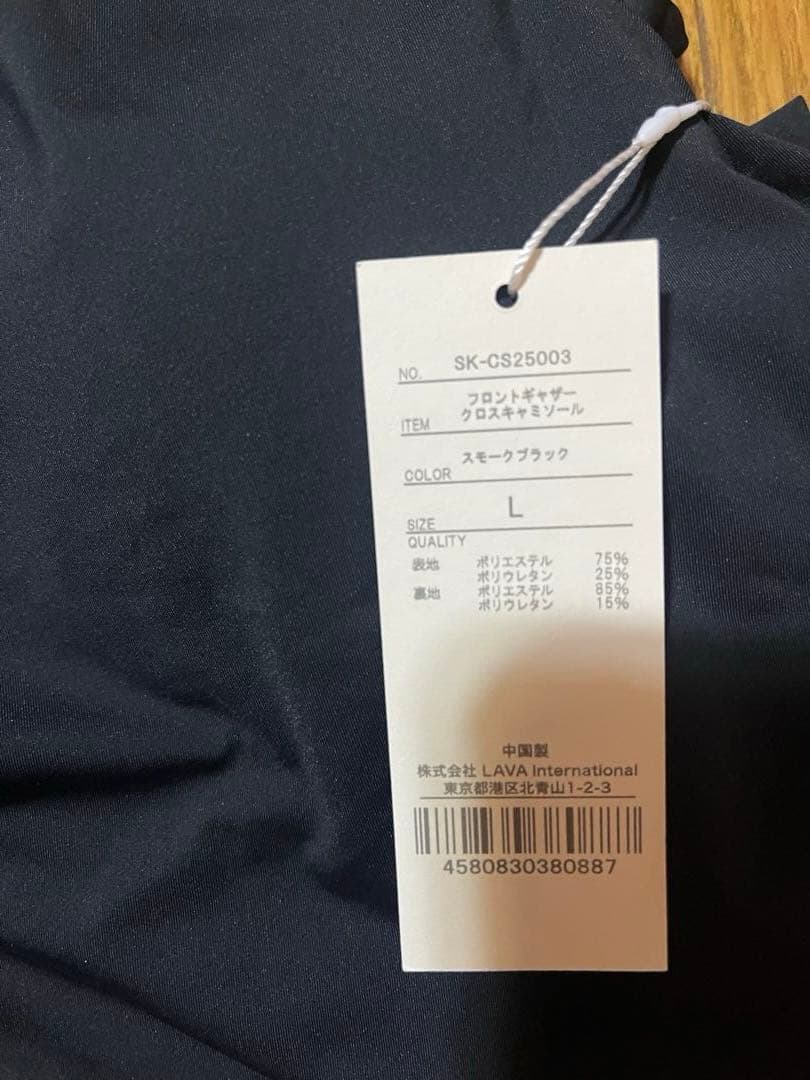 NO. SK-CS25003
フロントギャザー
ITEM クロスキャミソール
COLOR スモークブラック
SIZE L
QUALITY
表地 ポリエステル 75%
ポリウレタン 25%
裏地 ポリエステル 85%
ポリウレタン 15%
中国製
株式会社 LAVA International
東京都港区北青山1-2-3
4580830380887